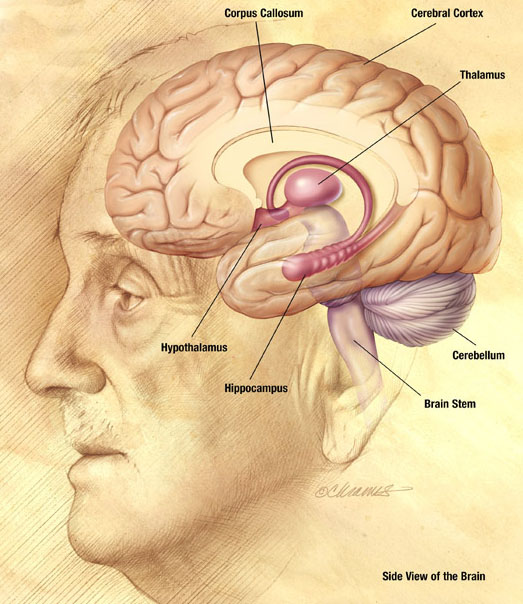 Corpus Callosum
Cerebral Cortex
Thalamus
Hypothalamus
Hippocampus
Cerebellum
Brain Stem
Side View of the Brain